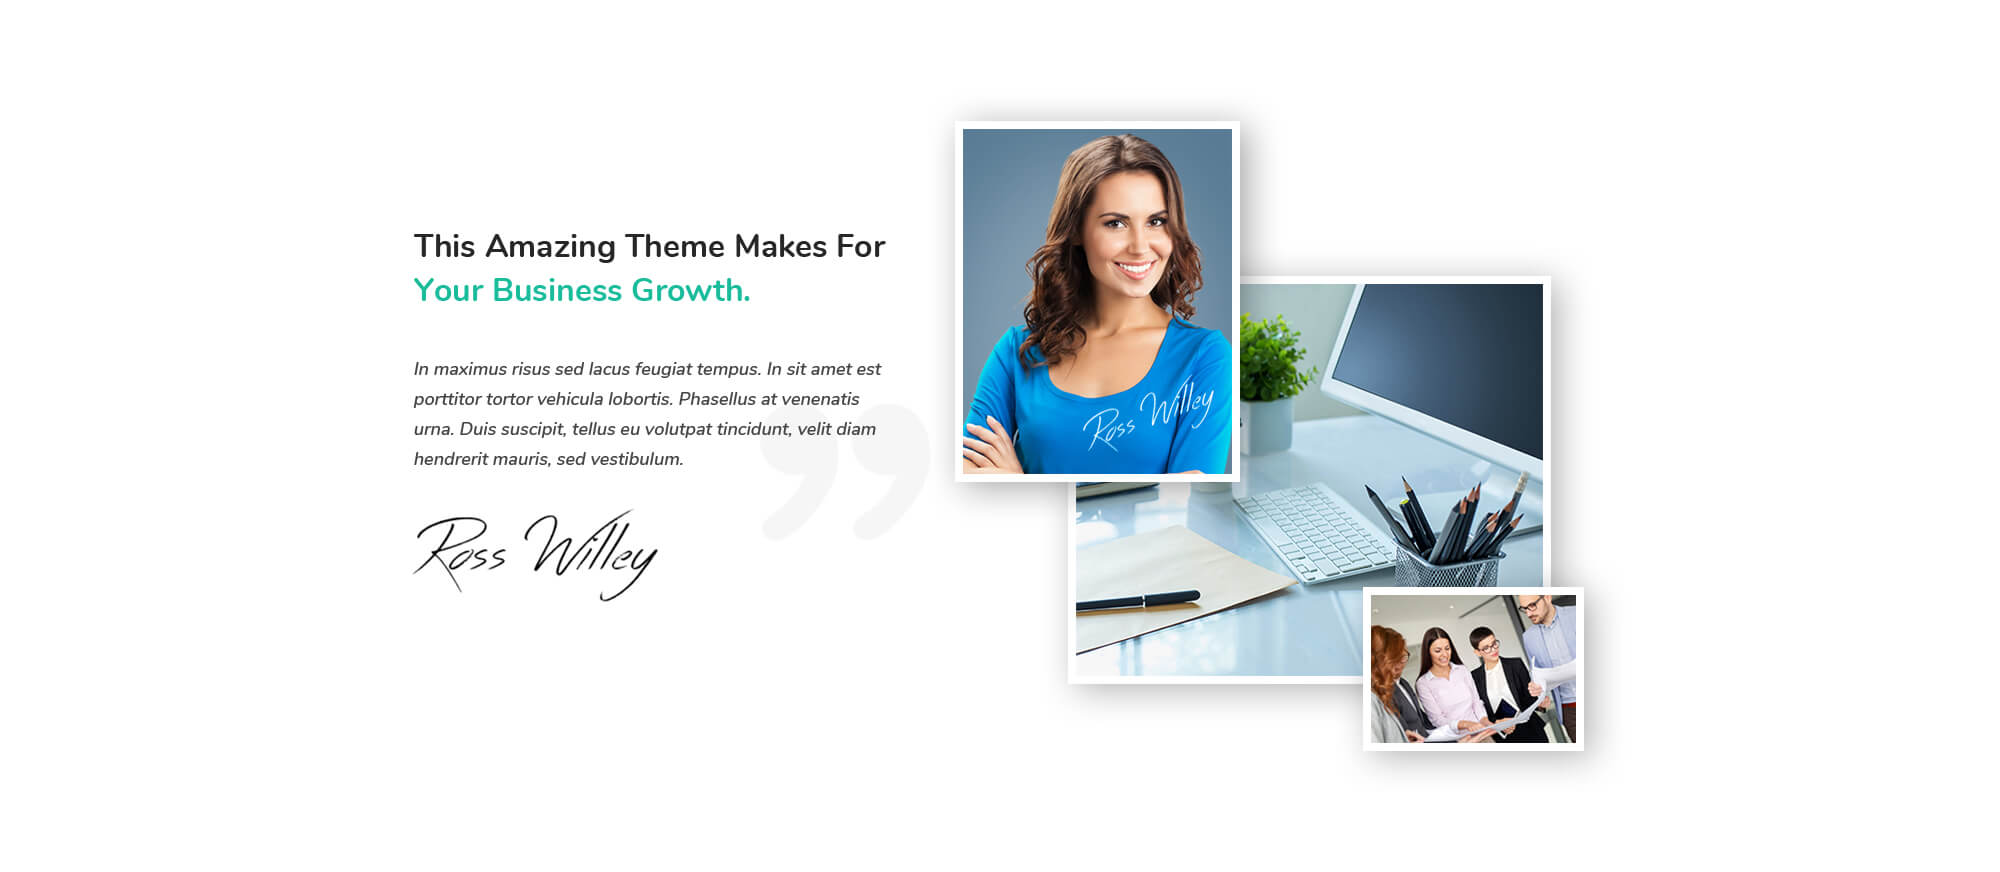 This Amazing Theme Makes For
Your Business Growth.
In maximus risus sed lacus feugiat tempus. In sit amet est
porttitor tortor vehicula lobortis. Phasellus at venenatis
urna. Duis suscipit, tellus eu volutpat tincidunt, velit diam
hendrerit mauris, sed vestibulum.
Ross Willey
Ross Willey